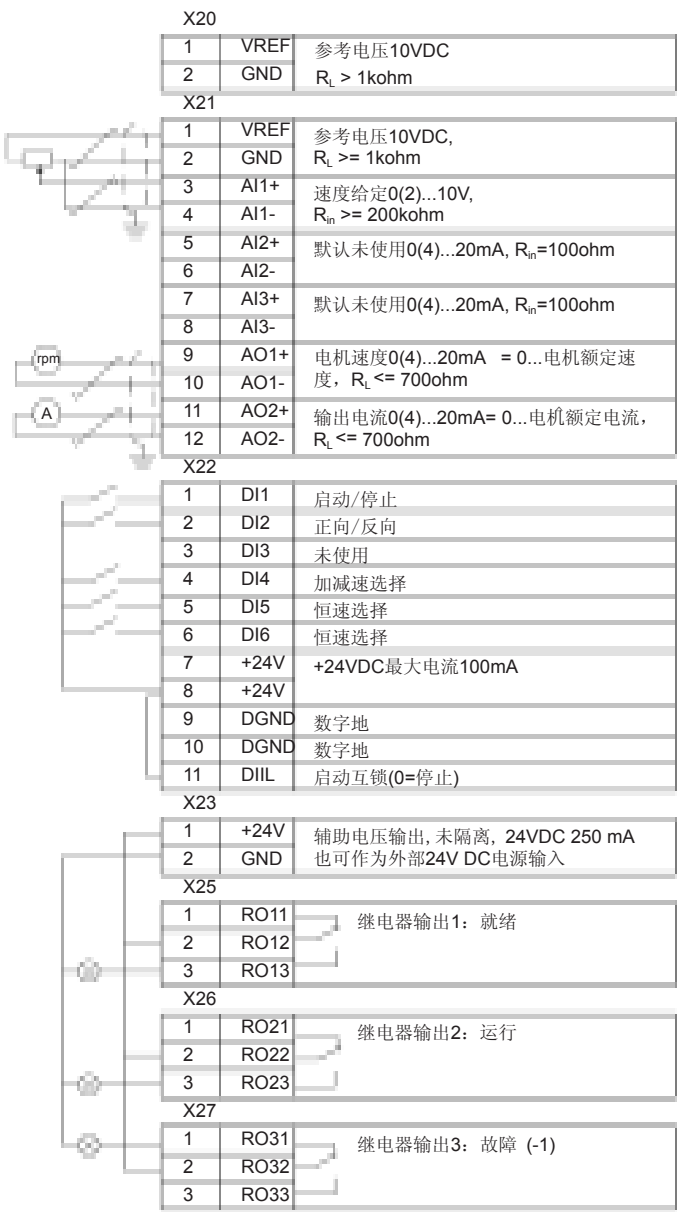 X20
1 VREF 参考电压10VDC
2 GND RL > 1kohm
X21
1 VREF 参考电压10VDC,
2 GND RL >= 1kohm
3 AI1+ 速度给定0(2)...10V,
4 AI1- Rin >= 200kohm
5 AI2+ 默认未使用0(4)...20mA, Rin=100ohm
6 AI2-
7 AI3+ 默认未使用0(4)...20mA, Rin=100ohm
8 AI3-
rpm 9 AO1+ 电机速度0(4)...20mA = 0...电机额定速
10 AO1- 度，RL <= 700ohm
A 11 AO2+ 输出电流0(4)...20mA= 0...电机额定电流，
12 AO2- RL <= 700ohm
X22
1 DI1 启动/停止
2 DI2 正向/反向
3 DI3 未使用
4 DI4 加减速选择
5 DI5 恒速选择
6 DI6 恒速选择
7 +24V +24VDC最大电流100mA
8 +24V
9 DGND 数字地
10 DGND 数字地
11 DIIL 启动互锁(0=停止)
X23
1 +24V 辅助电压输出,未隔离, 24VDC 250 mA
2 GND 也可作为外部24V DC电源输入
X25
1 RO11 继电器输出1：就绪
2 RO12
3 RO13
X26
1 RO21 继电器输出2：运行
2 RO22
3 RO23
X27
1 RO31 继电器输出3：故障 (-1)
2 RO32
3 RO33